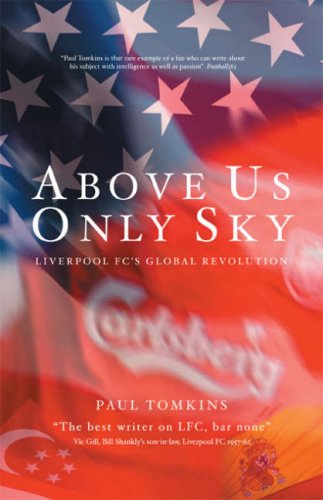 "Paul Tomkins is that rare example of a fan who can write about
his subject with intelligence as well as passion" Football365
ABOVE US
ONLY SKY
LIVERPOOL FC'S GLOBAL REVOLUTION
Carlsberg
PAUL TOMKINS
"The best writer on LFC, bar none"
Vic Gill, Bill Shankly's son-in-law, Liverpool FC 1957-62